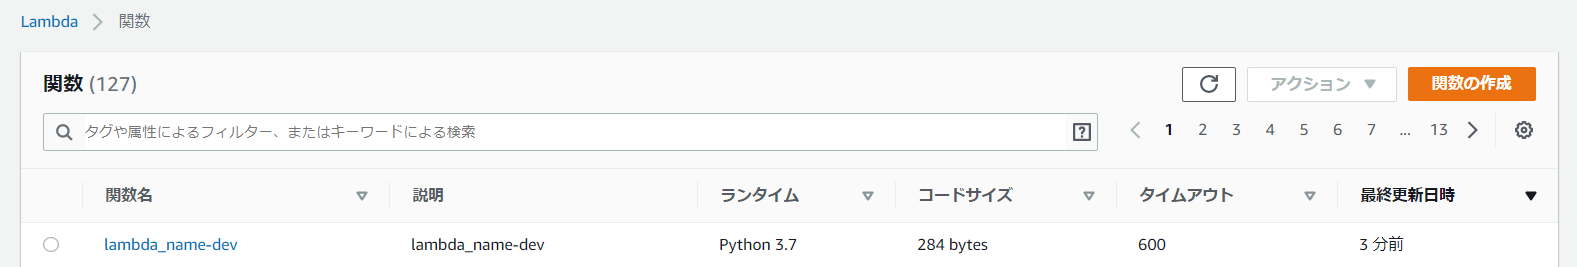 Lambda > 関数
関数 (127)
アクション ▼
関数の作成
タグや属性によるフィルター、またはキーワードによる検索
< 1 2 3 4 5 6 7 ... 13 >
関数名 説明 ランタイム コードサイズ タイムアウト 最終更新日時
lambda_name-dev lambda_name-dev Python 3.7 284 bytes 600 3 分前